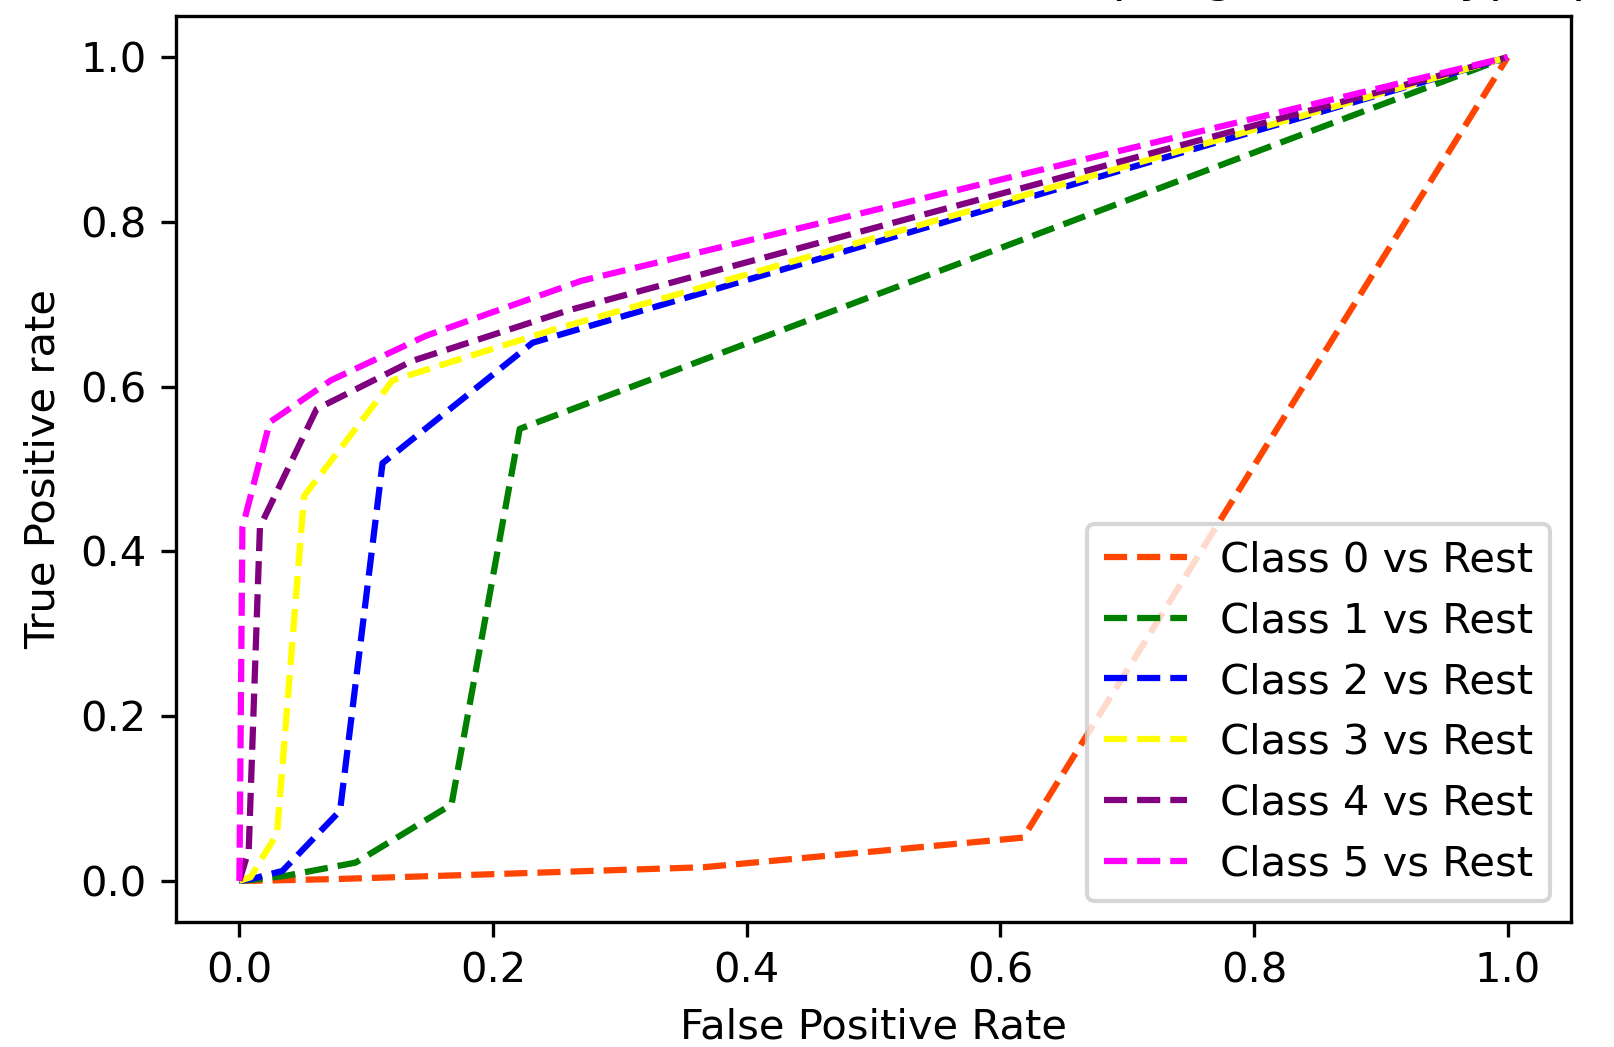 True Positive rate
1.0
0.8
0.6
0.4
0.2
0.0
0.0 0.2 0.4 0.6 0.8 1.0
False Positive Rate
Class 0 vs Rest
Class 1 vs Rest
Class 2 vs Rest
Class 3 vs Rest
Class 4 vs Rest
Class 5 vs Rest